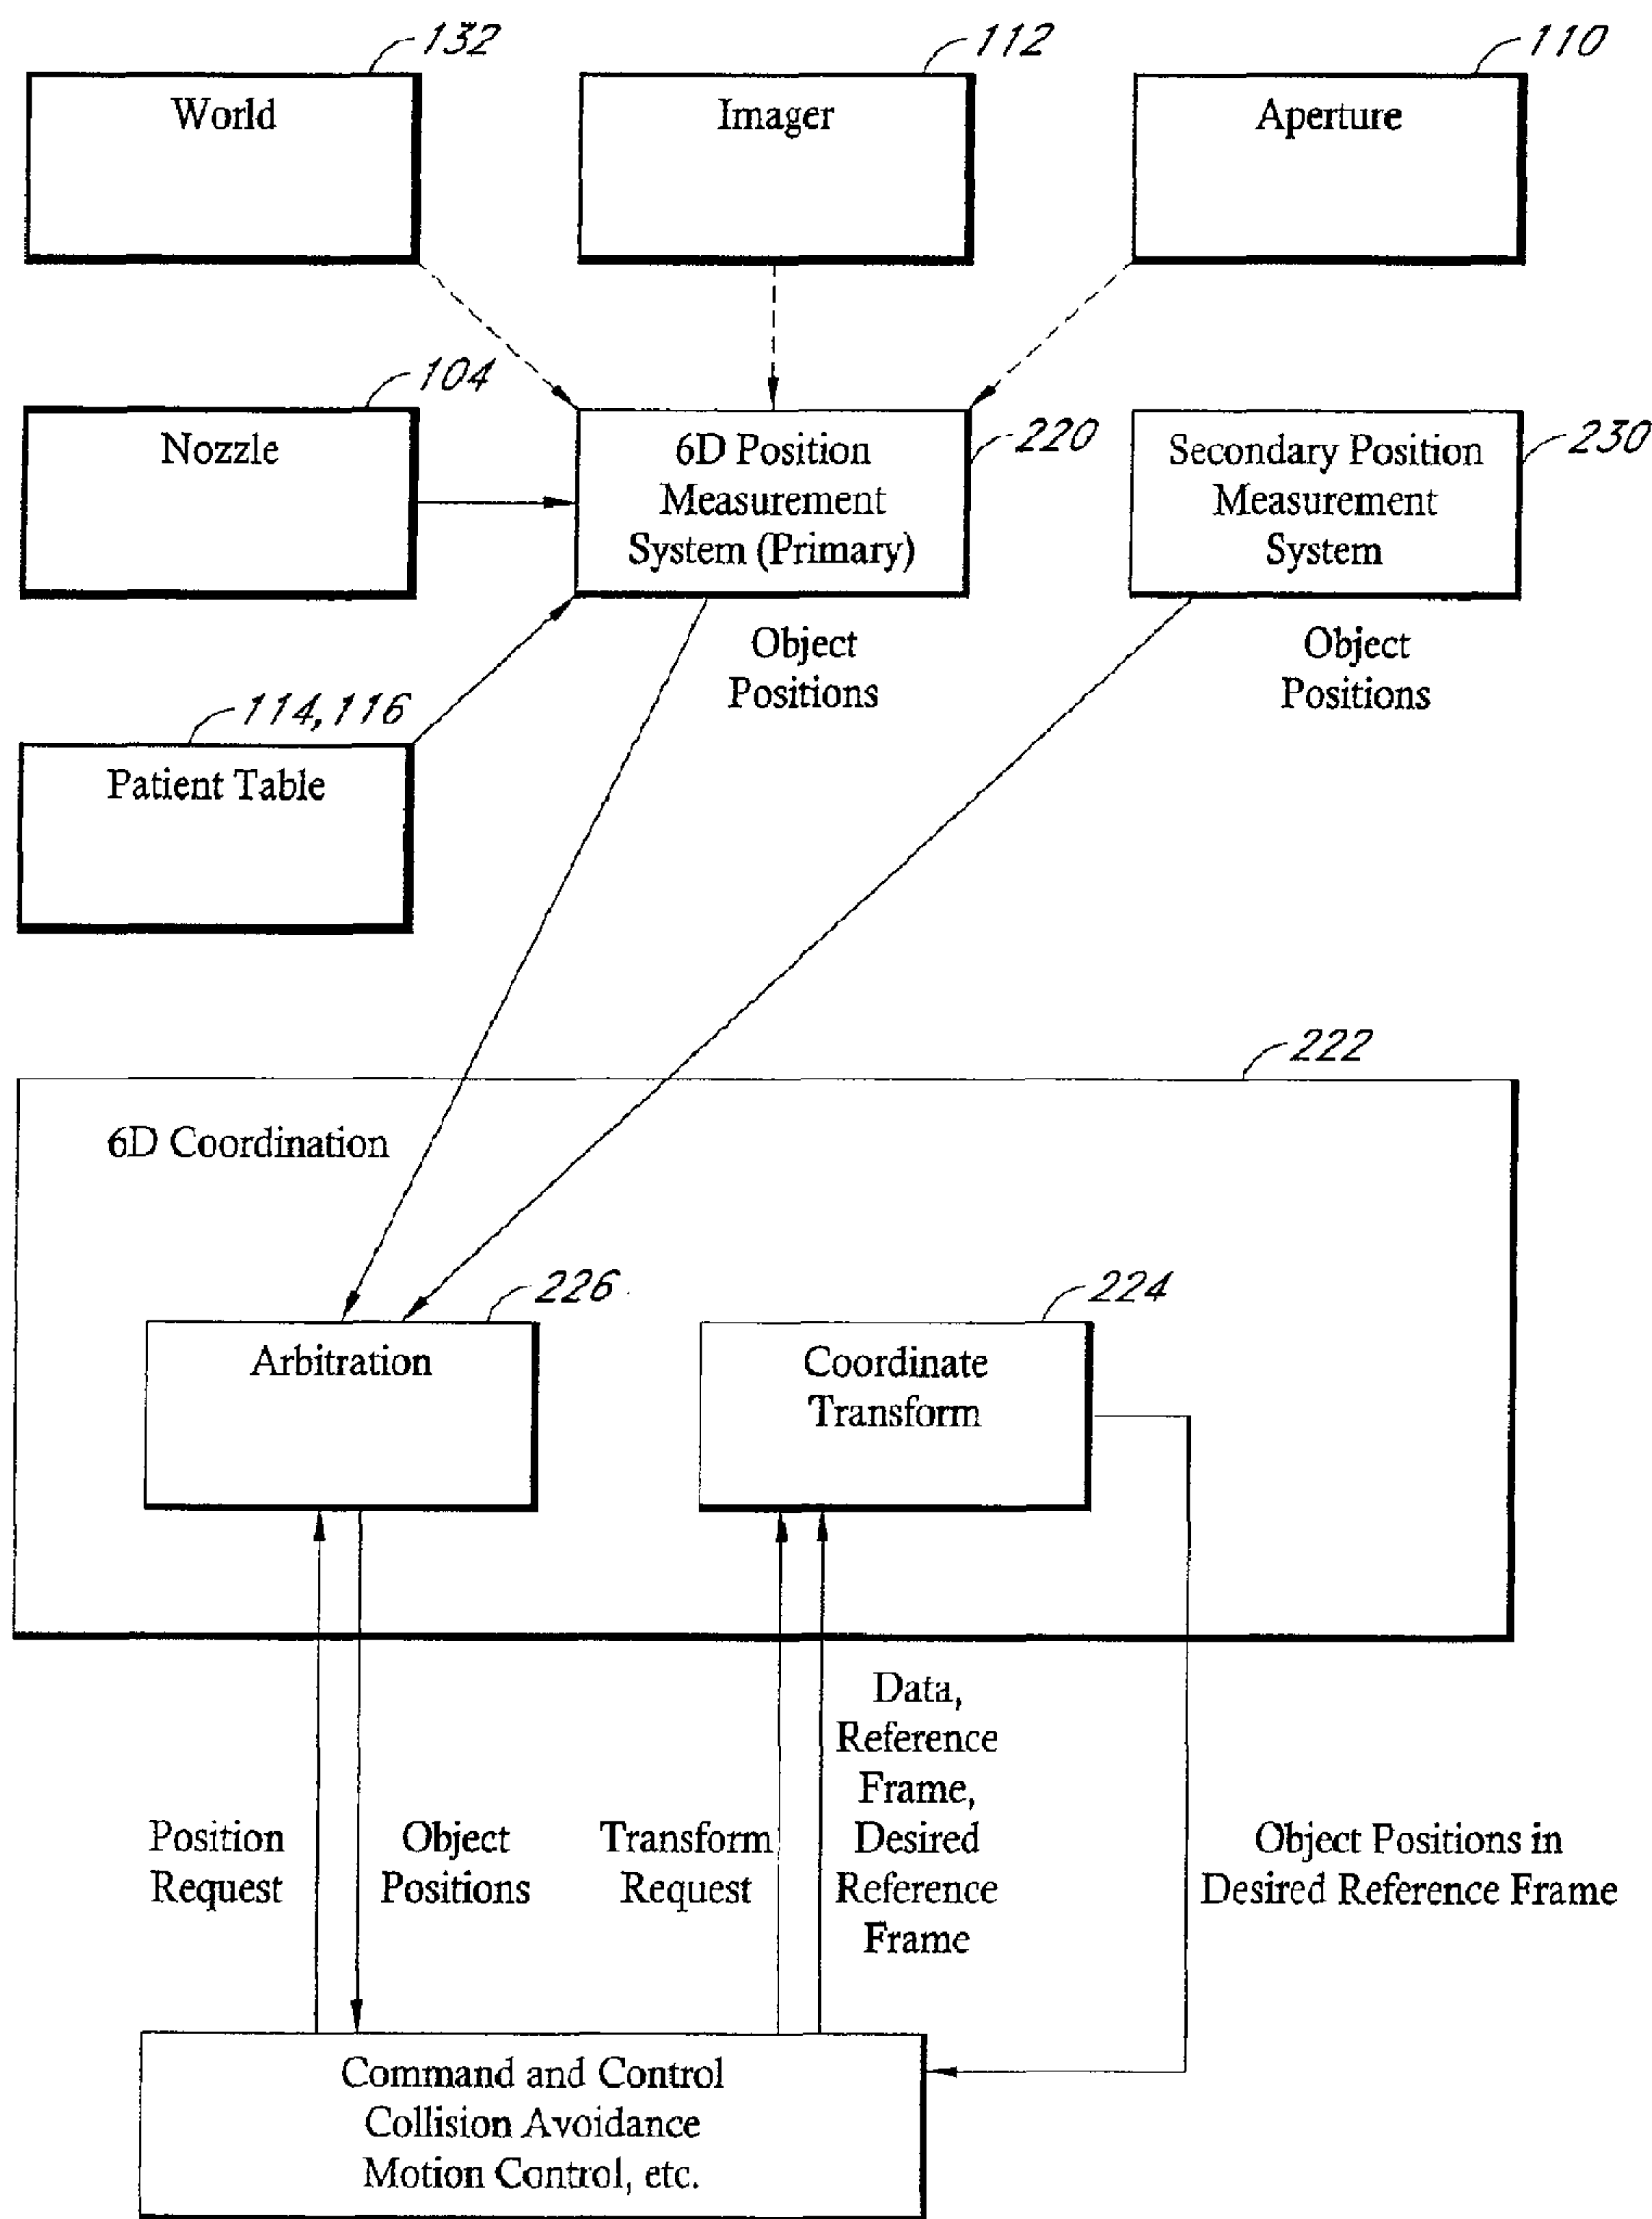 132
World
112
Imager
110
Aperture
104
Nozzle
220
6D Position
Measurement
System (Primary)
230
Secondary Position
Measurement
System
Object
Positions
Object
Positions
114, 116
Patient Table
222
6D Coordination
226
Arbitration
224
Coordinate
Transform
Position
Request
Object
Positions
Transform
Request
Data,
Reference
Frame,
Desired
Reference
Frame
Object Positions in
Desired Reference Frame
Command and Control
Collision Avoidance
Motion Control, etc.